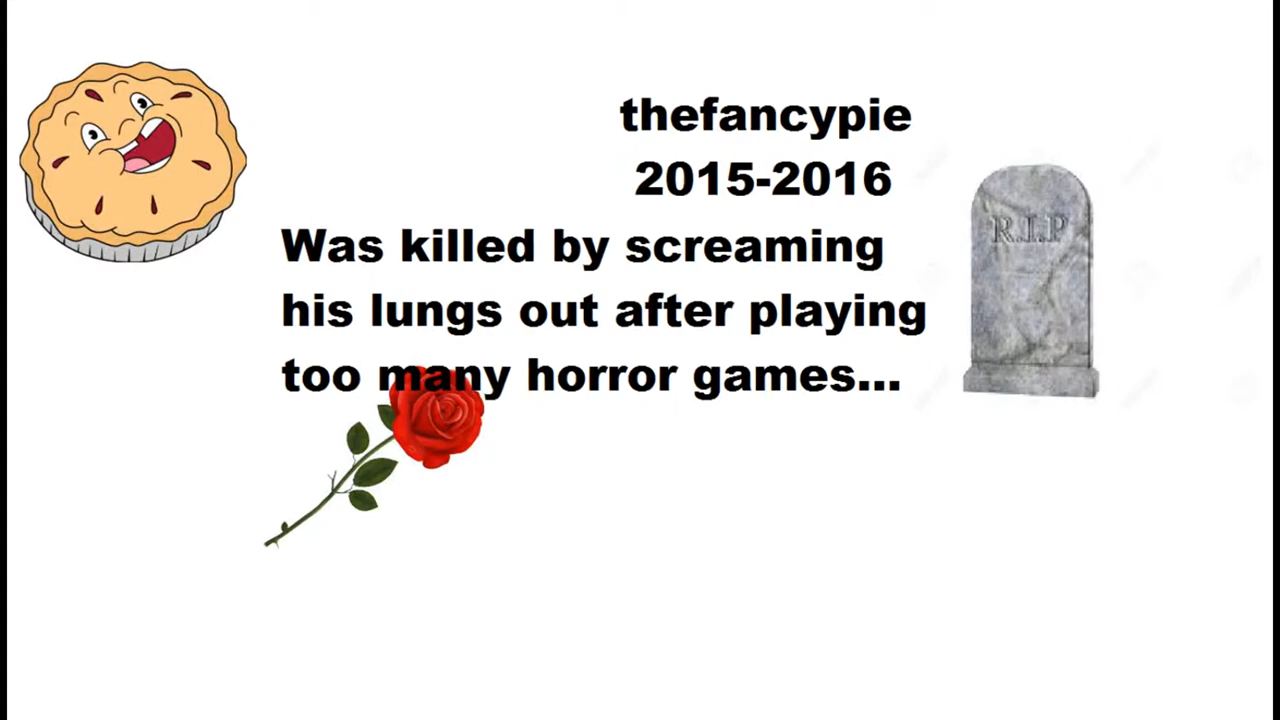 thefancypie
2015-2016
Was killed by screaming
his lungs out after playing
too many horror games...
R.I.P